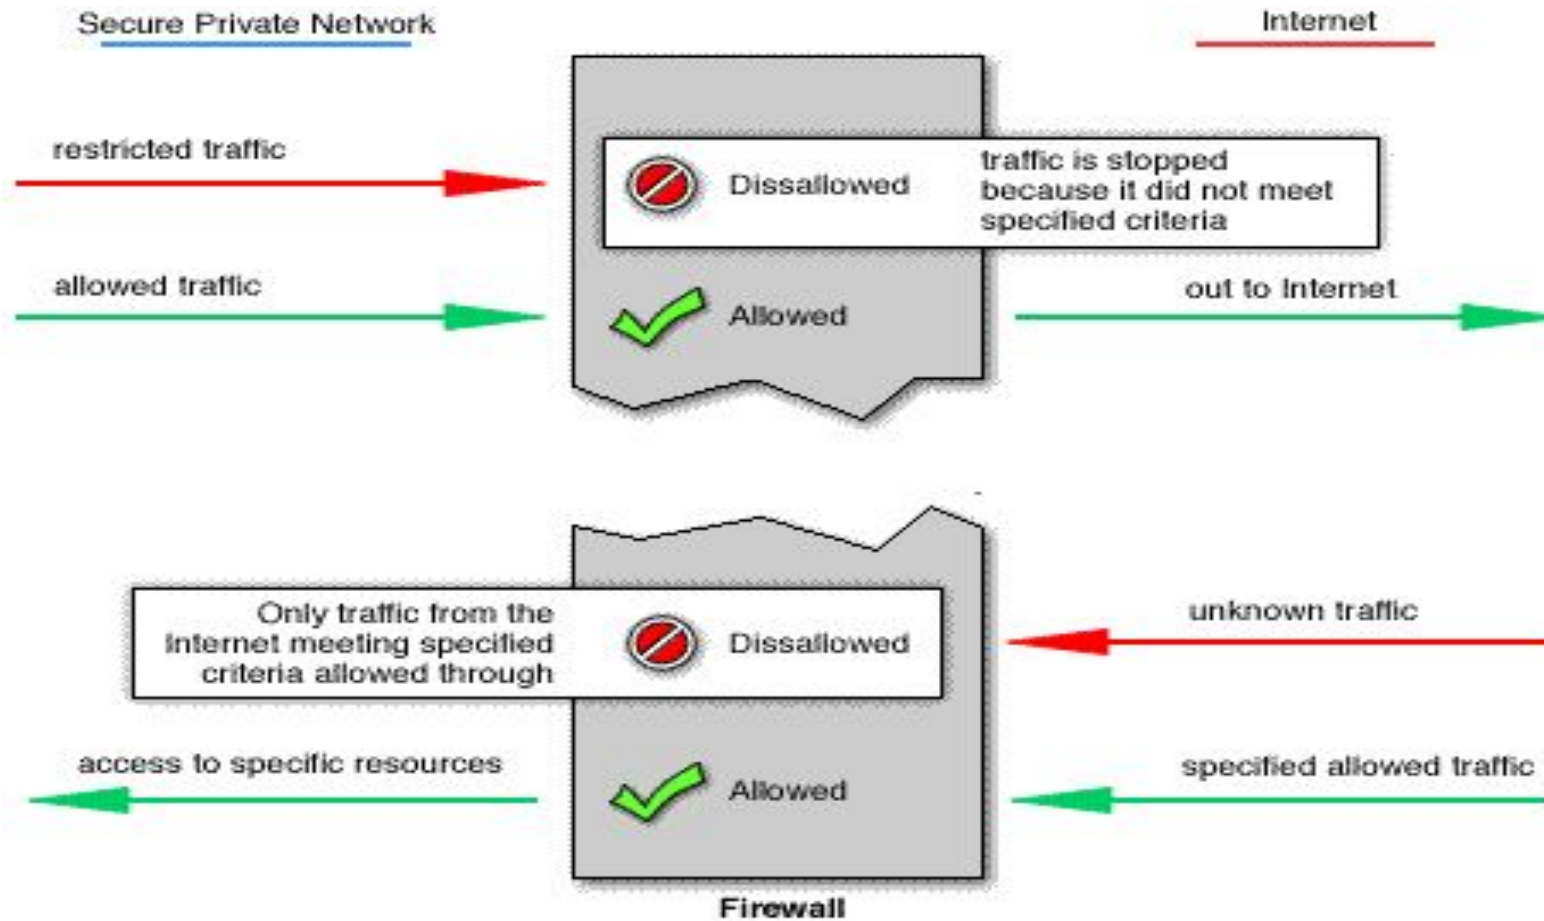 Secure Private Network
Internet
restricted traffic
Dissallowed
traffic is stopped
because it did not meet
specified criteria
allowed traffic
Allowed
out to Internet
Only traffic from the
Internet meeting specified
criteria allowed through
Dissallowed
unknown traffic
access to specific resources
Allowed
specified allowed traffic
Firewall